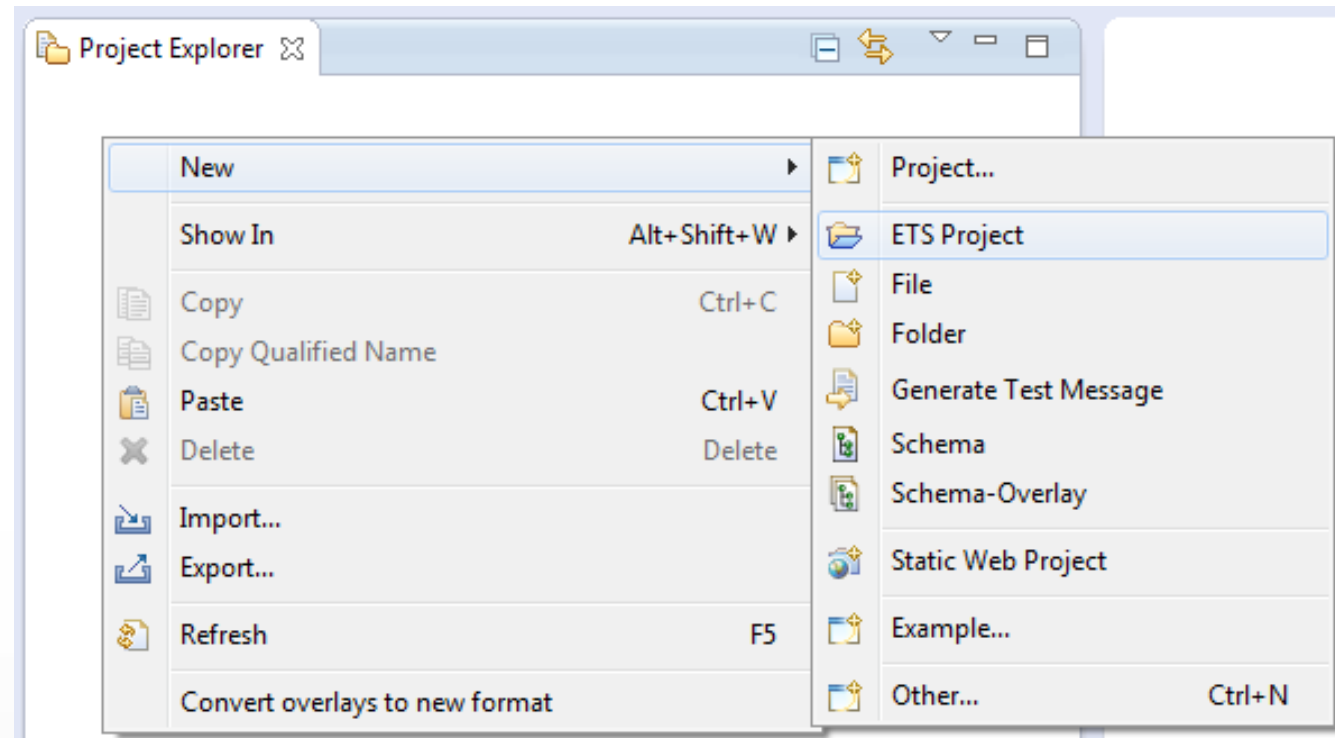 Project Explorer
New
Show In Alt+Shift+W
Copy Ctrl+C
Copy Qualified Name
Paste Ctrl+V
Delete Delete
Import...
Export...
Refresh F5
Convert overlays to new format
Project...
ETS Project
File
Folder
Generate Test Message
Schema
Schema-Overlay
Static Web Project
Example...
Other... Ctrl+N